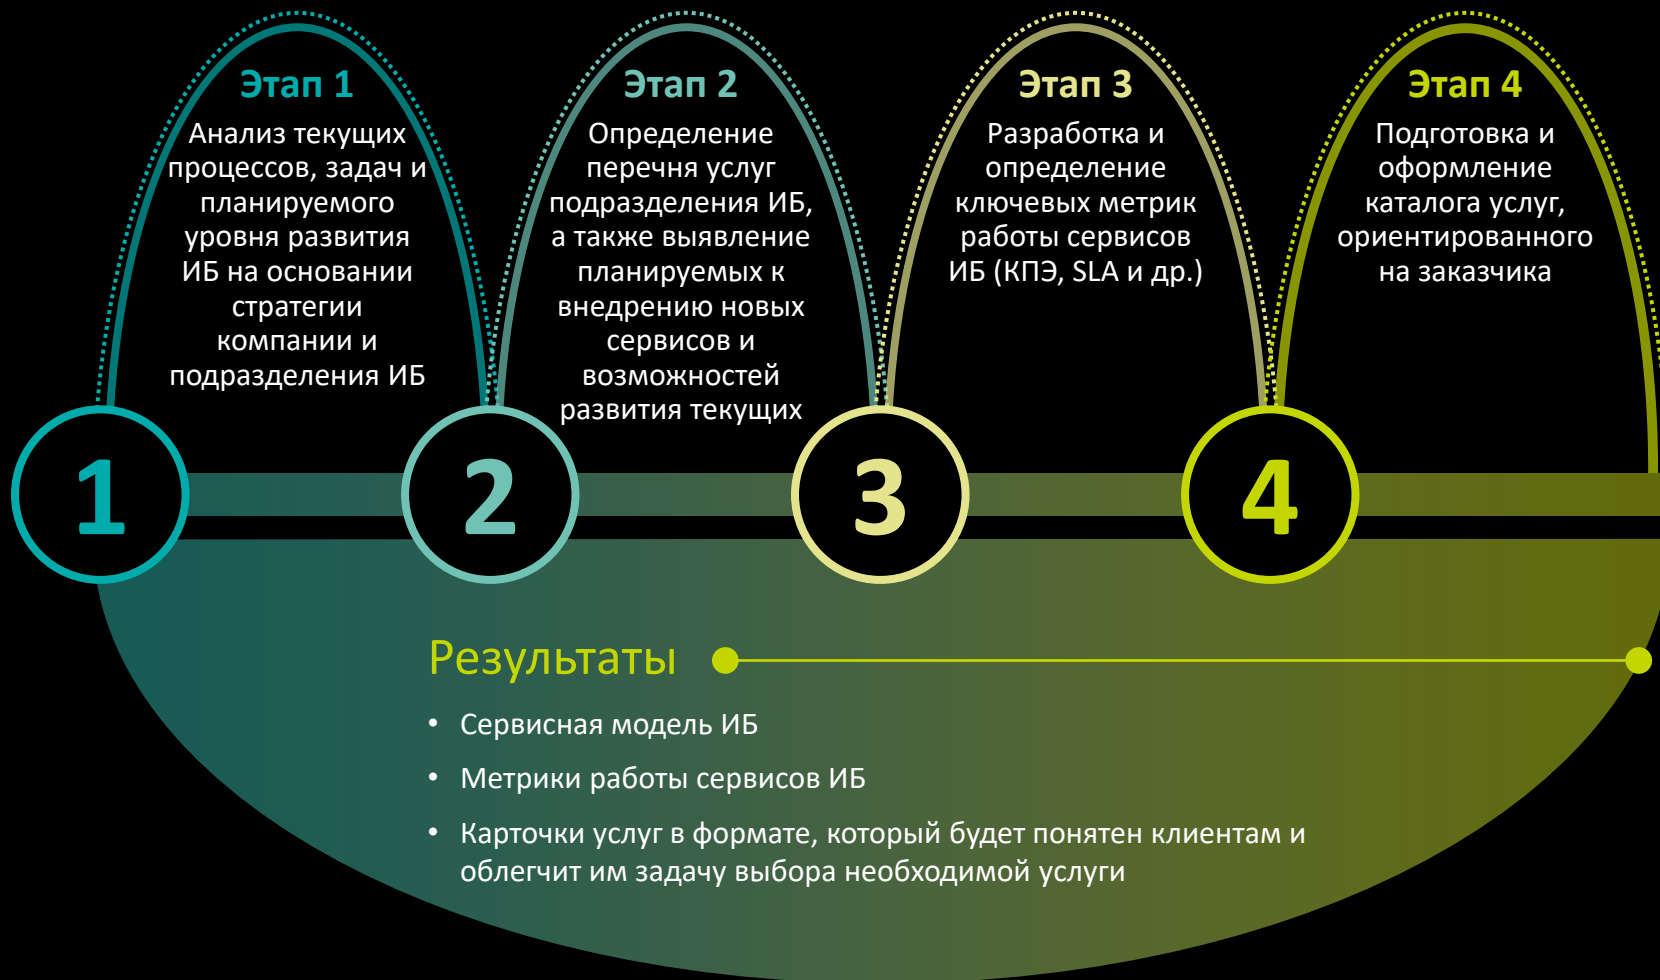 Этап 1
Анализ текущих
процессов, задач и
планируемого
уровня развития
ИБ на основании
стратегии
компании и
подразделения ИБ
Этап 2
Определение
перечня услуг
подразделения ИБ,
а также выявление
планируемых к
внедрению новых
сервисов и
возможностей
развития текущих
Этап 3
Разработка и
определение
ключевых метрик
работы сервисов
ИБ (КПЭ, SLA и др.)
Этап 4
Подготовка и
оформление
каталога услуг,
ориентированного
на заказчика
1
2
3
4
Результаты
• Сервисная модель ИБ
• Метрики работы сервисов ИБ
• Карточки услуг в формате, который будет понятен клиентам и
облегчит им задачу выбора необходимой услуги